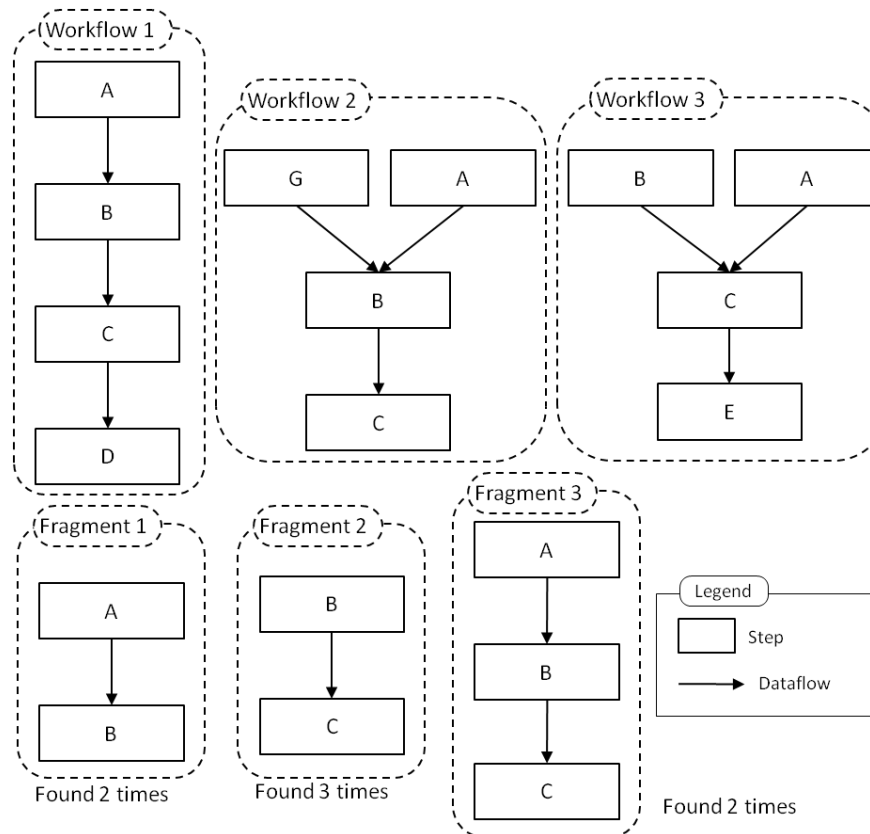 Workflow 1
A
B
C
D
Workflow 2
G A
B
C
Workflow 3
B A
C
E
Fragment 1
A
B
Found 2 times
Fragment 2
B
C
Found 3 times
Fragment 3
A
B
C
Found 2 times
Legend
Step
Dataflow